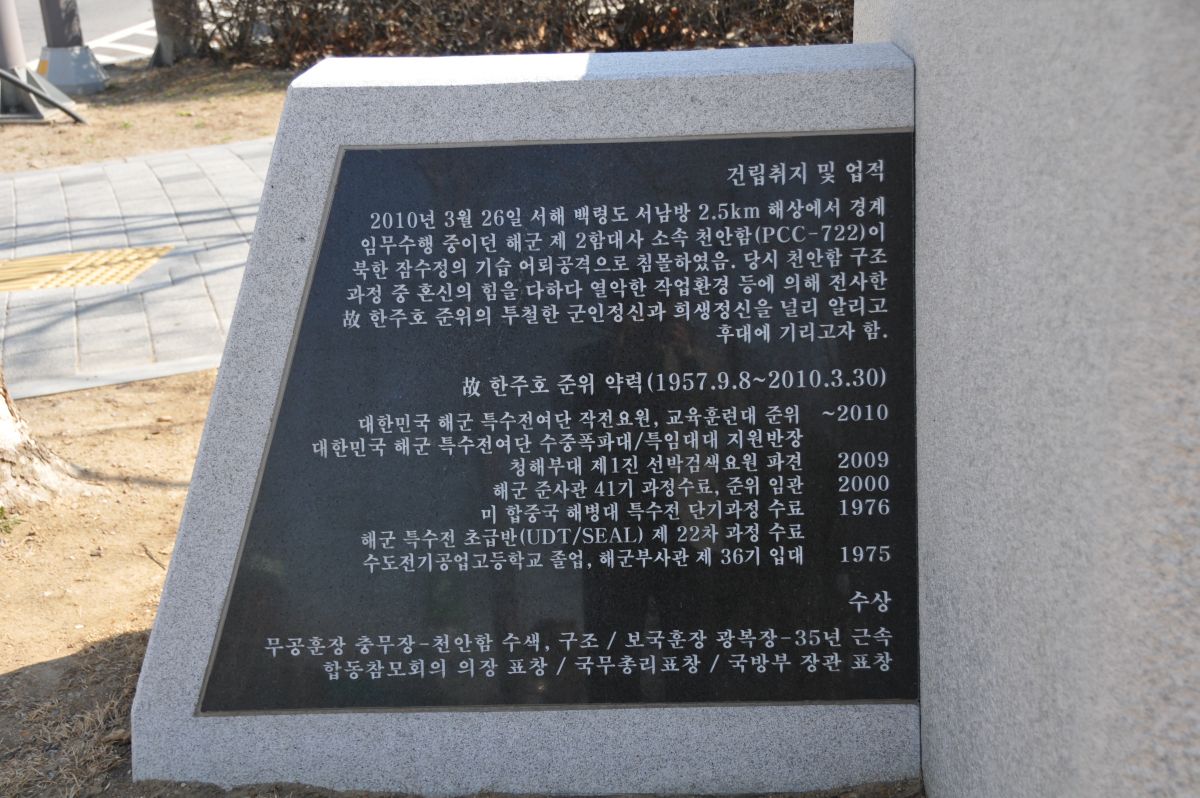 건립취지 및 업적
2010년 3월 26일 서해 백령도 서남방 2.5km 해상에서 경계
임무수행 중이던 해군 제 2함대사 소속 천안함(PCC-722)이
북한 잠수정의 기습 어뢰공격으로 침몰하였음. 당시 천안함 구조
과정 중 혼신의 힘을 다하다 열악한 작업환경 등에 의해 전사한
故 한주호 준위의 투철한 군인정신과 희생정신을 널리 알리고
후대에 기리고자 함.
故 한주호 준위 약력(1957.9.8~2010.3.30)
대한민국 해군 특수전여단 작전요원, 교육훈련대 준위 ~2010
대한민국 해군 특수전여단 수중폭파대/특임대대 지원반장
청해부대 제1진 선박검색요원 파견 2009
해군 준사관 41기 과정수료, 준위 임관 2000
미 합중국 해병대 특수전 단기과정 수료 1976
해군 특수전 초급반(UDT/SEAL) 제 22차 과정 수료
수도전기공업고등학교 졸업, 해군부사관 제 36기 입대 1975
수상
무공훈장 충무장-천안함 수색, 구조 / 보국훈장 광복장-35년 근속
합동참모회의 의장 표창 / 국무총리표창 / 국방부 장관 표창